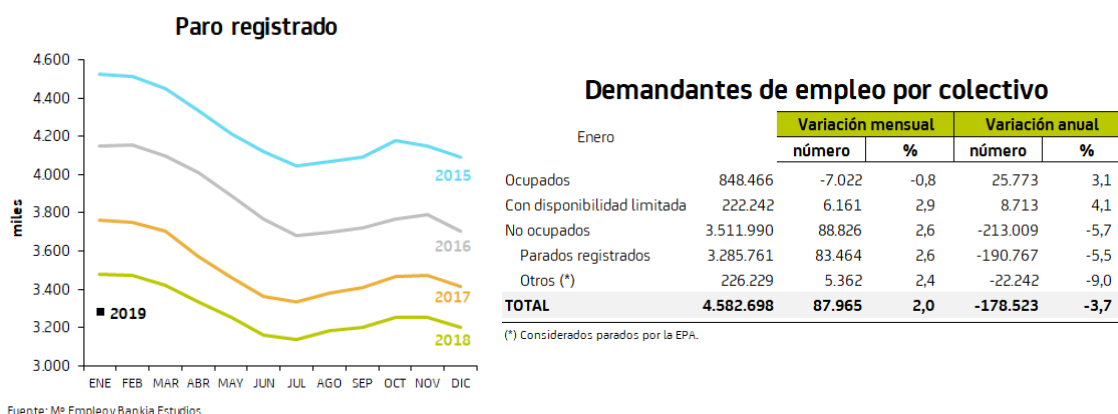 Paro registrado
4.600
4.400
4.200
4.000
3.800
3.600
3.400
3.200
3.000
miles
2015
2016
2017
2018
2019
ENE FEB MAR ABR MAY JUN JUL AGO SEP OCT NOV DIC
Fuente: Mº Empleo y Bankia Estudios
Demandantes de empleo por colectivo
Enero Variación mensual Variación anual
número % número %
Ocupados 848.466 -7.022 -0,8 25.773 3,1
Con disponibilidad limitada 222.242 6.161 2,9 8.713 4,1
No ocupados 3.511.990 88.826 2,6 -213.009 -5,7
Parados registrados 3.285.761 83.464 2,6 -190.767 -5,5
Otros (*) 226.229 5.362 2,4 -22.242 -9,0
TOTAL 4.582.698 87.965 2,0 -178.523 -3,7
(*) Considerados parados por la EPA.